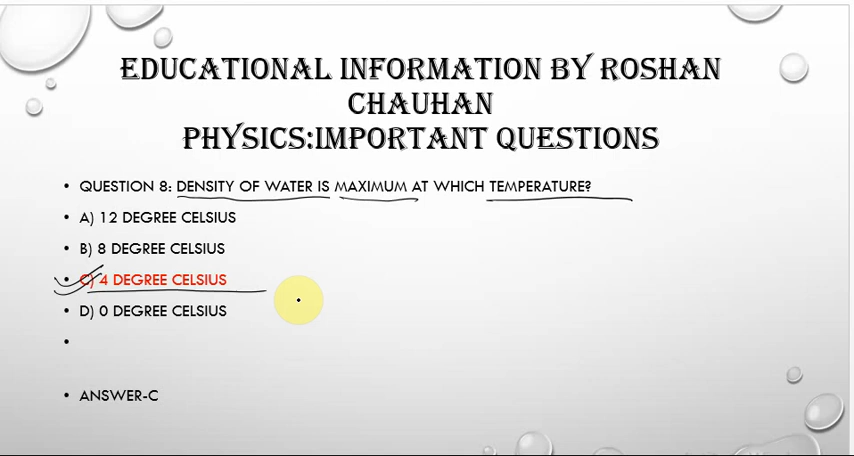 EDUCATIONAL INFORMATION BY ROSHAN
CHAUHAN
PHYSICS:IMPORTANT QUESTIONS
• QUESTION 8: DENSITY OF WATER IS MAXIMUM AT WHICH TEMPERATURE?
• A) 12 DEGREE CELSIUS
• B) 8 DEGREE CELSIUS
• C) 4 DEGREE CELSIUS
• D) 0 DEGREE CELSIUS
•
• ANSWER-C